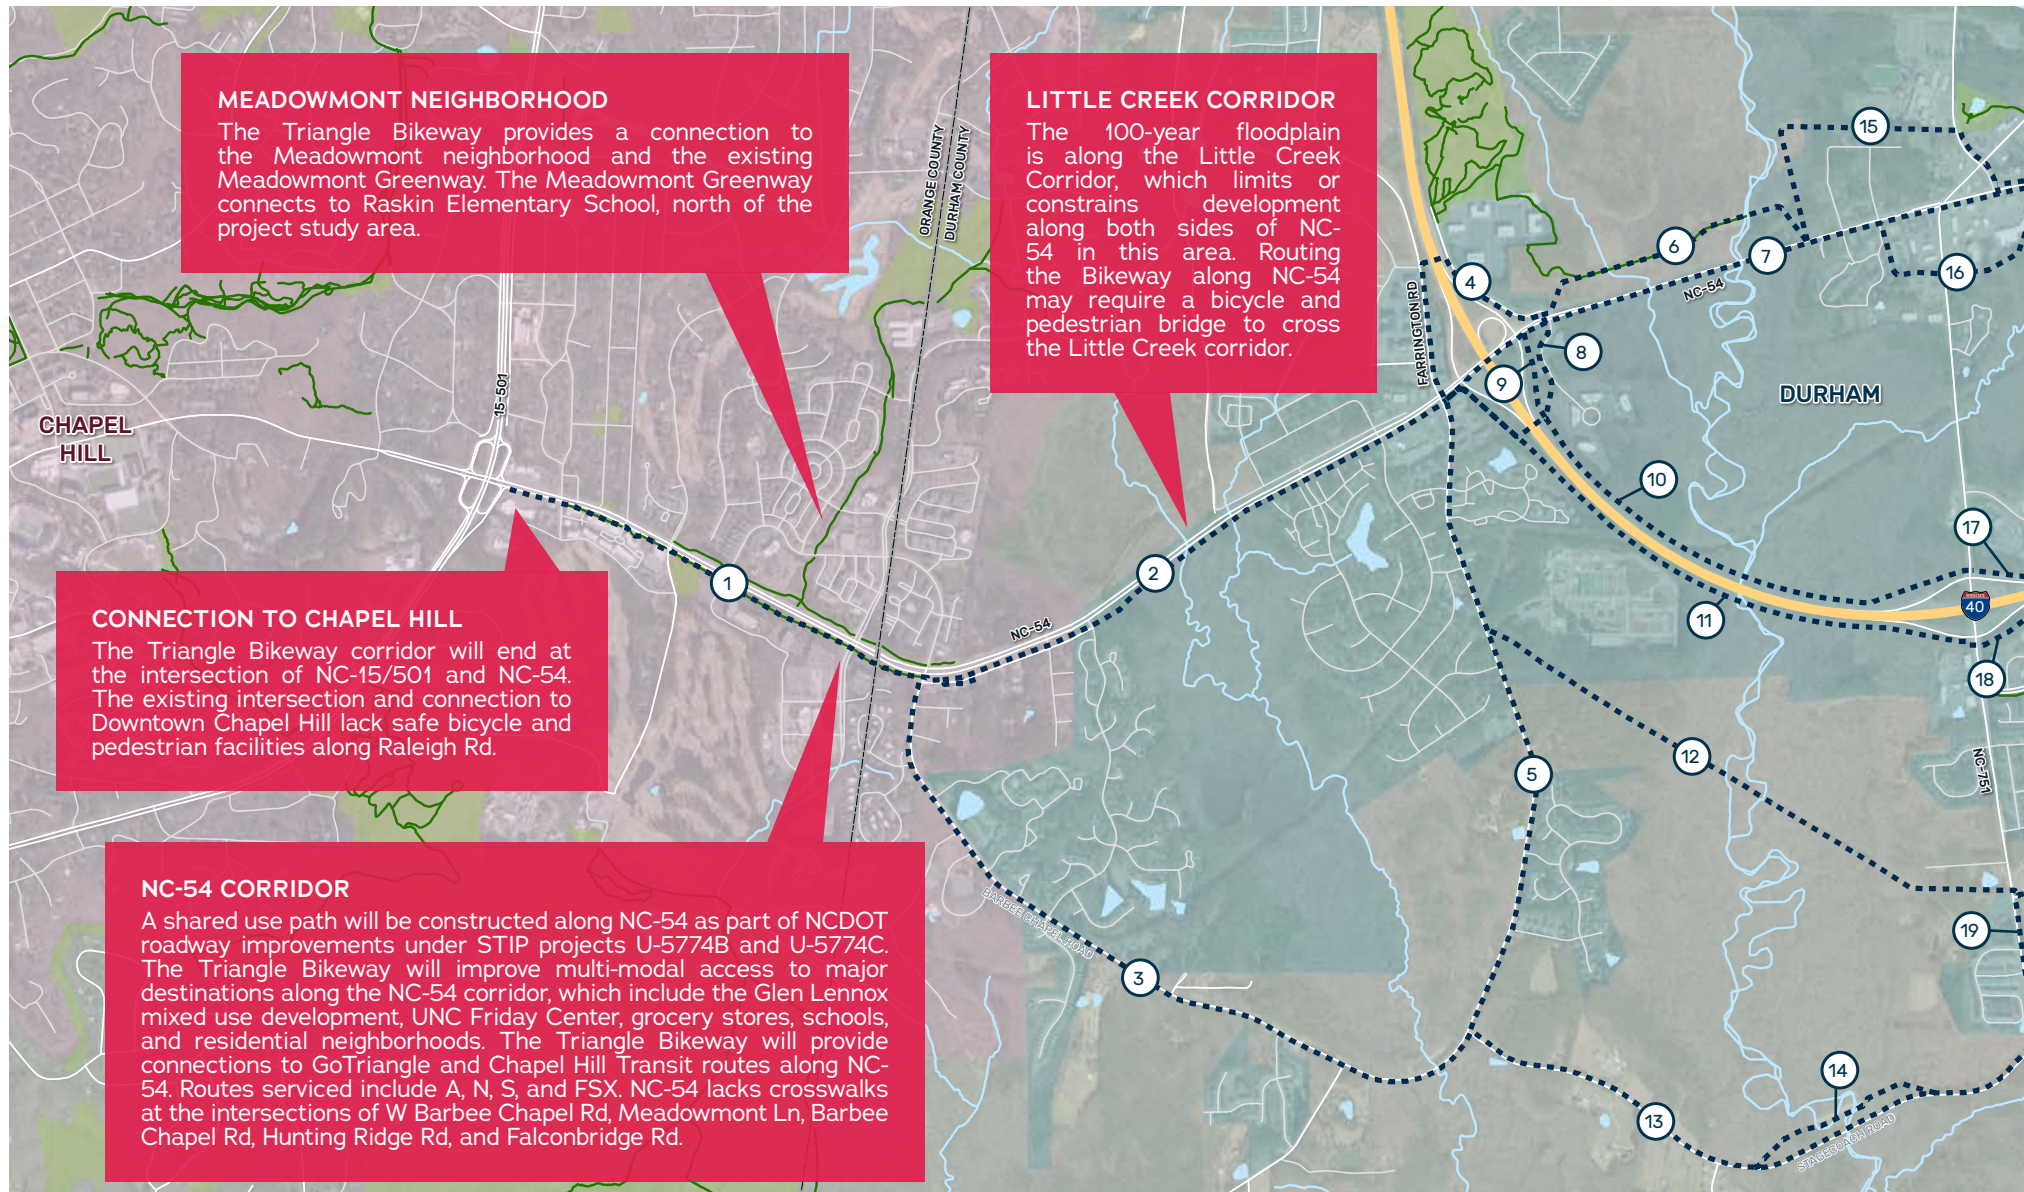 MEADOWMONT NEIGHBORHOOD
The Triangle Bikeway provides a connection to
the Meadowmont neighborhood and the existing
Meadowmont Greenway. The Meadowmont Greenway
connects to Raskin Elementary School, north of the
project study area.
LITTLE CREEK CORRIDOR
The 100-year floodplain
is along the Little Creek
Corridor, which limits or
constrains development
along both sides of NC-
54 in this area. Routing
the Bikeway along NC-54
may require a bicycle and
pedestrian bridge to cross
the Little Creek corridor.
ORANGE COUNTY
DURHAM COUNTY
15
6
7
4
16
NC-54
FARRINGTON RD
8
9
DURHAM
15-501
CHAPEL
HILL
10
17
1
2
11
40
NC-54
18
CONNECTION TO CHAPEL HILL
The Triangle Bikeway corridor will end at
the intersection of NC-15/501 and NC-54.
The existing intersection and connection to
Downtown Chapel Hill lack safe bicycle and
pedestrian facilities along Raleigh Rd.
12
5
NC-751
NC-54 CORRIDOR
A shared use path will be constructed along NC-54 as part of NCDOT
roadway improvements under STIP projects U-5774B and U-5774C.
The Triangle Bikeway will improve multi-modal access to major
destinations along the NC-54 corridor, which include the Glen Lennox
mixed use development, UNC Friday Center, grocery stores, schools,
and residential neighborhoods. The Triangle Bikeway will provide
connections to GoTriangle and Chapel Hill Transit routes along NC-
54. Routes serviced include A, N, S, and FSX. NC-54 lacks crosswalks
at the intersections of W Barbee Chapel Rd, Meadowmont Ln, Barbee
Chapel Rd, Hunting Ridge Rd, and Falconbridge Rd.
BARBEE CHAPEL ROAD
19
3
14
13
STAGECOACH ROAD